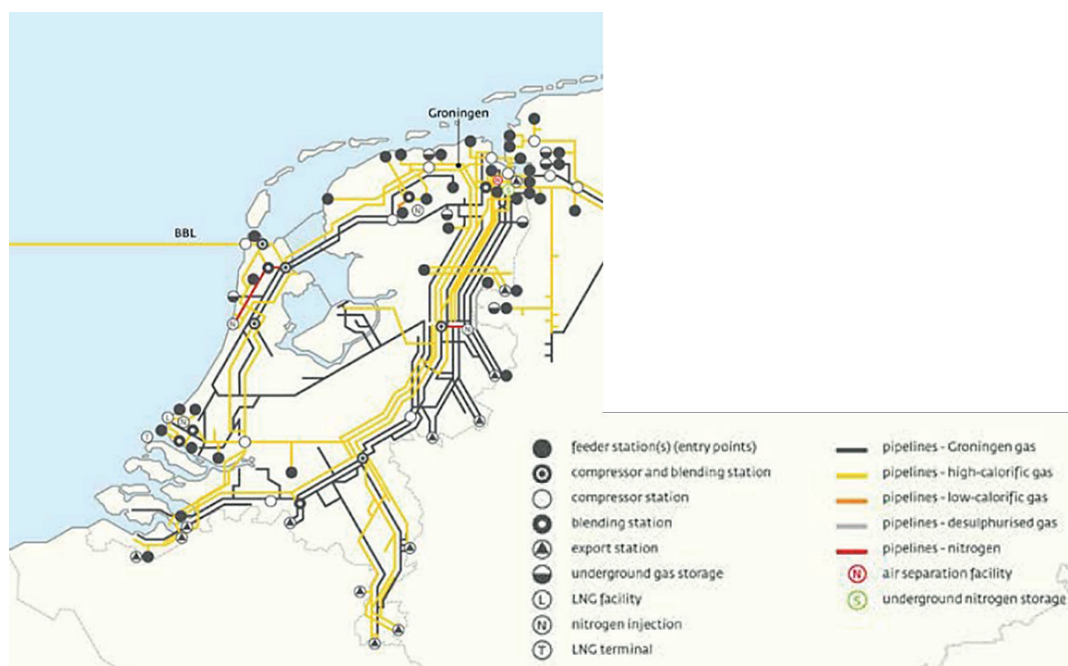 Groningen
BBL
feeder station(s) (entry points)
compressor and blending station
compressor station
blending station
export station
underground gas storage
L LNG facility
N nitrogen injection
T LNG terminal
pipelines - Groningen gas
pipelines - high-calorific gas
pipelines - low-calorific gas
pipelines - desulphurised gas
pipelines - nitrogen
N air separation facility
S underground nitrogen storage
N
N
S
N
N
L
N
T